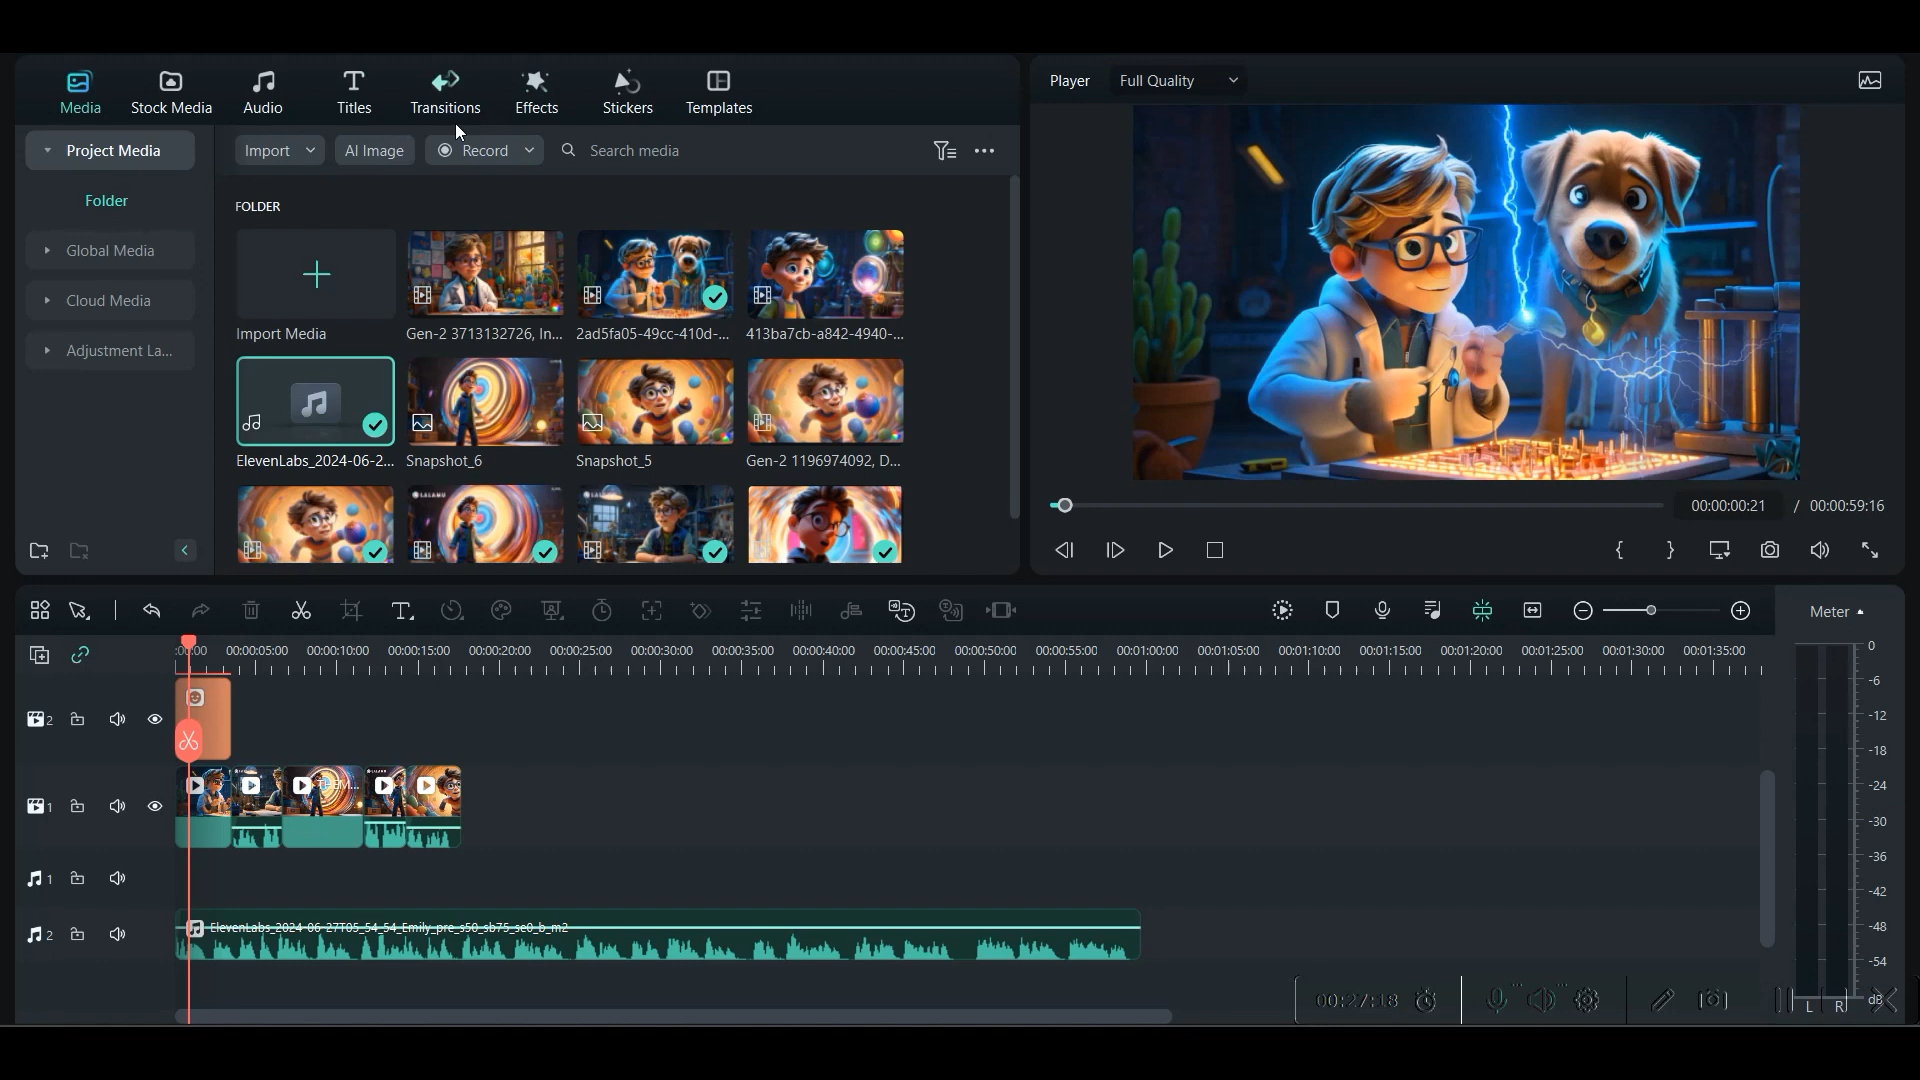 Media
Stock Media
Audio
Titles
Transitions
Effects
Stickers
Templates
Player
Full Quality
Project Media
Import
AI Image
Record
Search media
Folder
FOLDER
Global Media
Cloud Media
Adjustment La...
Import Media
Gen-2 3713132726, In...
2ad5fa05-49cc-410d-...
413ba7cb-a842-4940-...
ElevenLabs_2024-06-2...
Snapshot_6
Snapshot_5
Gen-2 1196974092, D...
00:00:00:21 / 00:00:59:16
Meter
:00:00 00:00:05:00 00:00:10:00 00:00:15:00 00:00:20:00 00:00:25:00 00:00:30:00 00:00:35:00 00:00:40:00 00:00:45:00 00:00:50:00 00:00:55:00 00:01:00:00 00:01:05:00 00:01:10:00 00:01:15:00 00:01:20:00 00:01:25:00 00:01:30:00 00:01:35:00
0
-6
-12
-18
-24
-30
-36
-42
-48
-54
dB
2
1
1
2
ElevenLabs_2024-06-27T05_54_54_Emily_pre_s50_sb75_se0_b_m2
00:27:18
L R